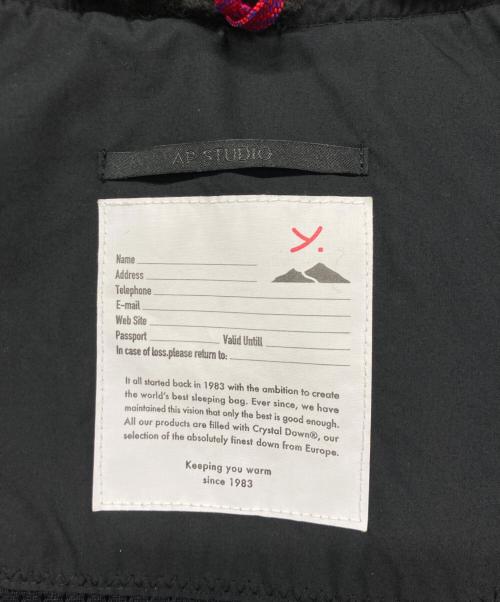 AP STUDIO
y.
Name
Address
Telephone
E-mail
Web Site
Passport Valid Untill
In case of loss.please return to:
It all started back in 1983 with the ambition to create
the world's best sleeping bag. Ever since, we have
maintained this vision that only the best is good enough.
All our products are filled with Crystal Down®, our
selection of the absolutely finest down from Europe.
Keeping you warm
since 1983